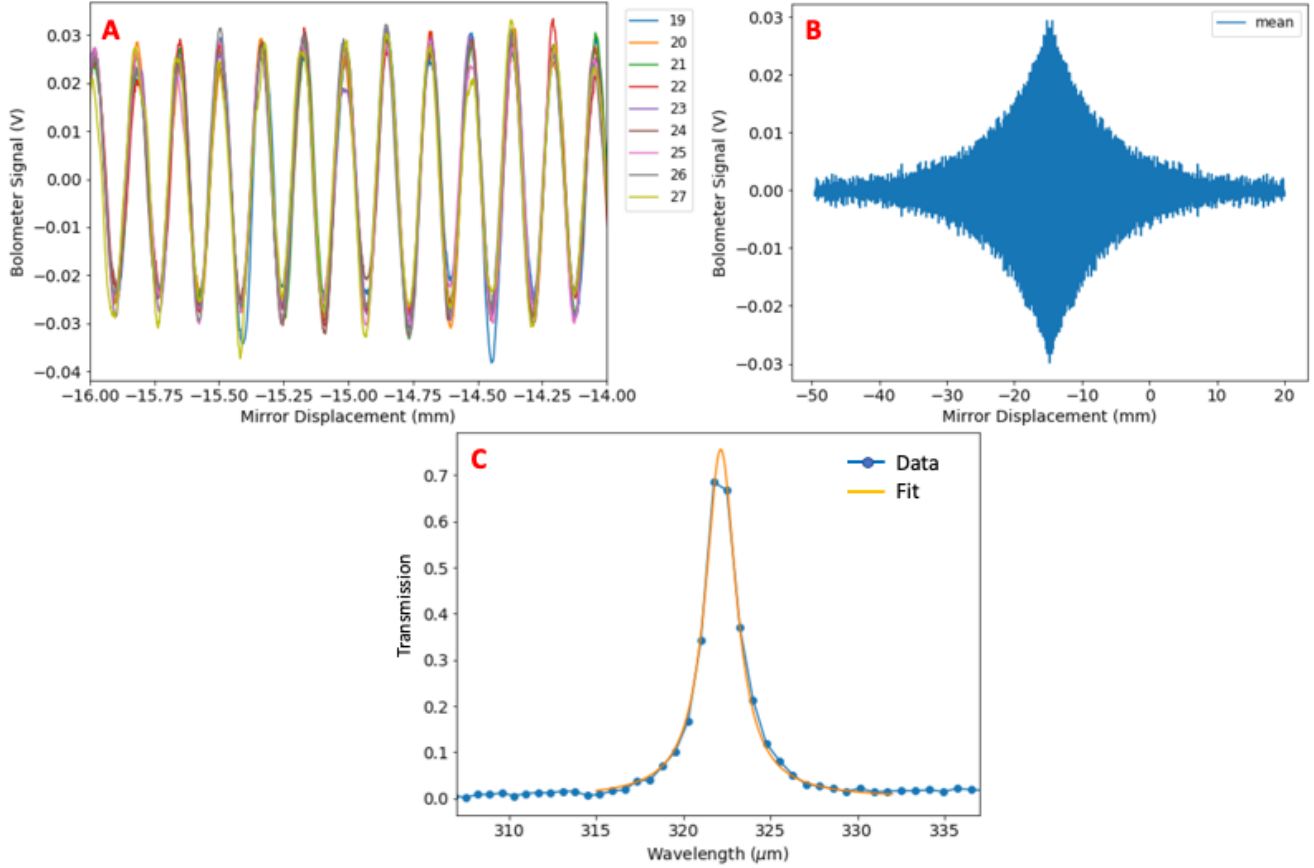 A
0.03
0.02
0.01
0.00
−0.01
−0.02
−0.03
−0.04
Bolometer Signal (V)
−16.00 −15.75 −15.50 −15.25 −15.00 −14.75 −14.50 −14.25 −14.00
Mirror Displacement (mm)
19
20
21
22
23
24
25
26
27
B
mean
0.03
0.02
0.01
0.00
−0.01
−0.02
−0.03
Bolometer Signal (V)
−50 −40 −30 −20 −10 0 10 20
Mirror Displacement (mm)
C
Data
Fit
0.7
0.6
0.5
0.4
0.3
0.2
0.1
0.0
Transmission
310 315 320 325 330 335
Wavelength (μm)